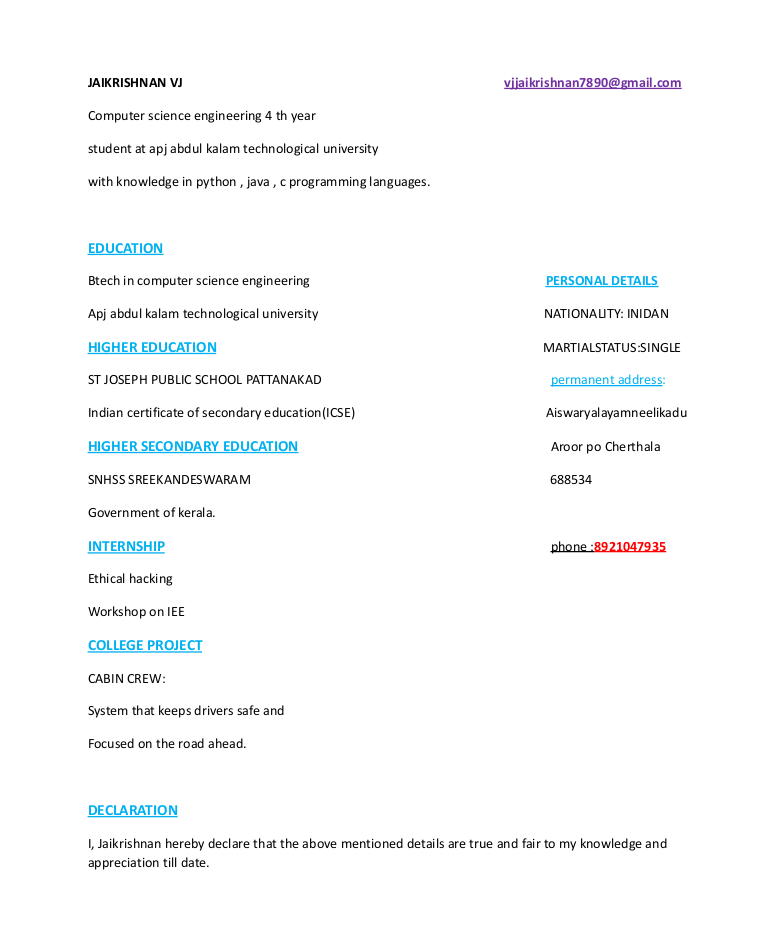 JAIKRISHNAN VJ vjjaikrishnan7890@gmail.com
Computer science engineering 4 th year
student at apj abdul kalam technological university
with knowledge in python , java , c programming languages.
EDUCATION
Btech in computer science engineering PERSONAL DETAILS
Apj abdul kalam technological university NATIONALITY: INIDAN
HIGHER EDUCATION MARTIALSTATUS:SINGLE
ST JOSEPH PUBLIC SCHOOL PATTANAKAD permanent address:
Indian certificate of secondary education(ICSE) Aiswaryalayamneelikadu
HIGHER SECONDARY EDUCATION Aroor po Cherthala
SNHSS SREEKANDESWARAM 688534
Government of kerala.
INTERNSHIP phone :8921047935
Ethical hacking
Workshop on IEE
COLLEGE PROJECT
CABIN CREW:
System that keeps drivers safe and
Focused on the road ahead.
DECLARATION
I, Jaikrishnan hereby declare that the above mentioned details are true and fair to my knowledge and
appreciation till date.